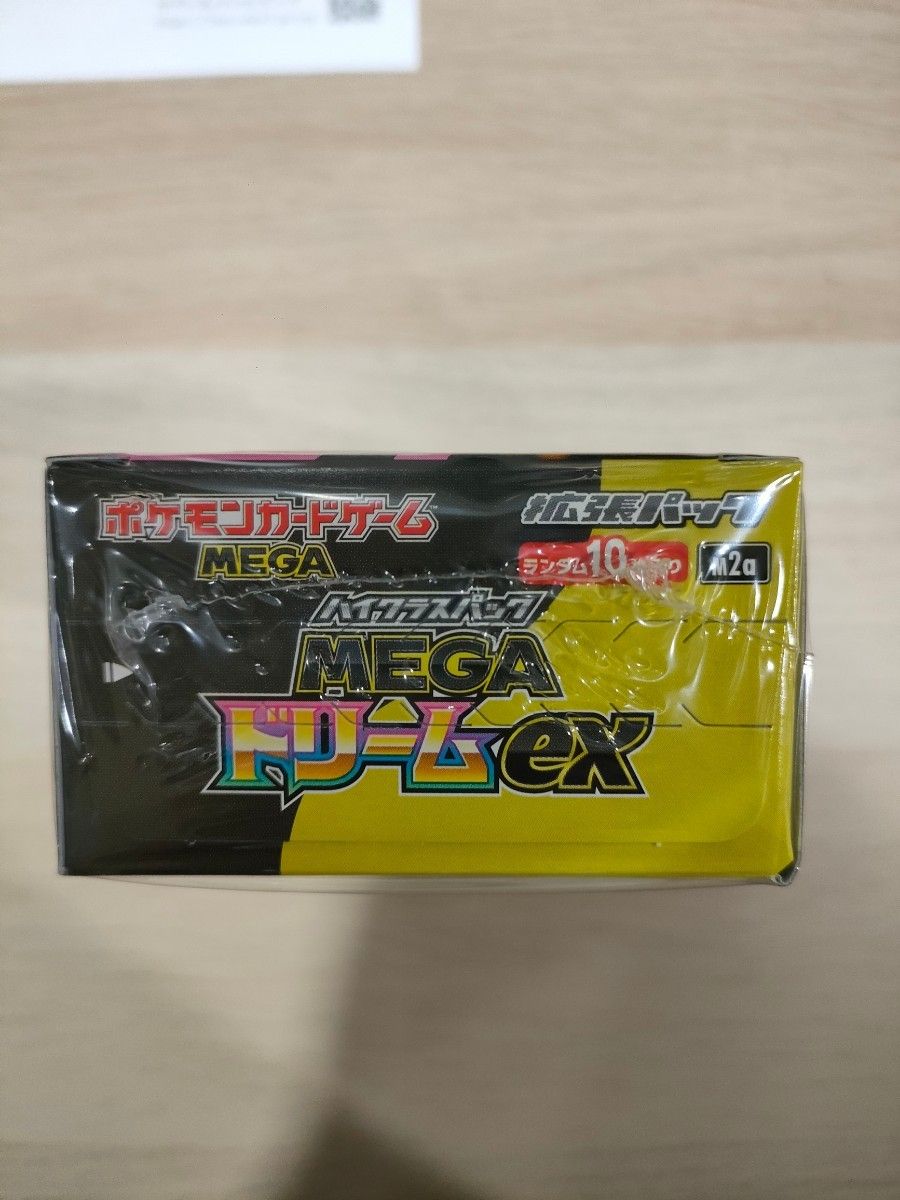 ポケモンカードゲーム
MEGA
拡張パック
ランダム10
M2a
ハイクラスパック
MEGA
ドリームex